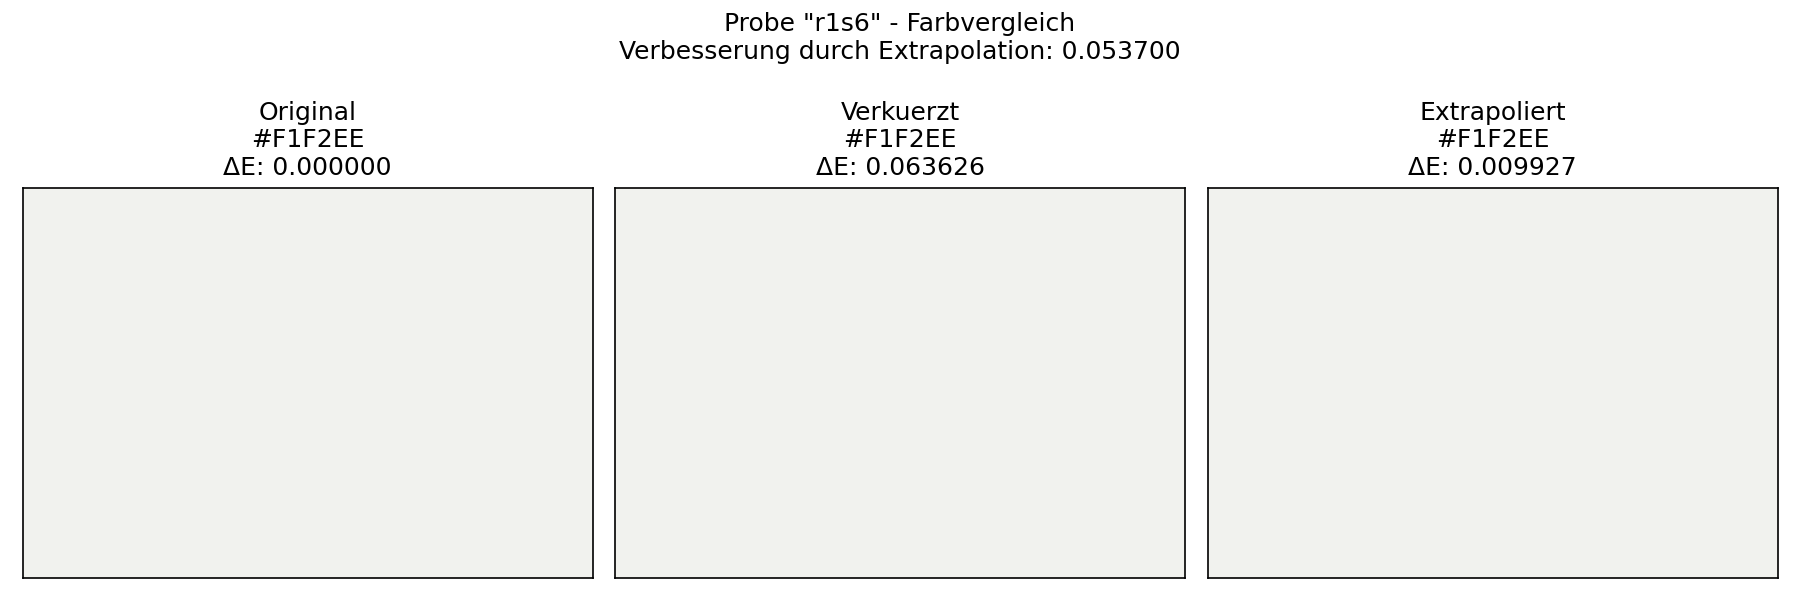 Probe "r1s6" - Farbvergleich
Verbesserung durch Extrapolation: 0.053700
Original
#F1F2EE
ΔE: 0.000000
Verkuerzt
#F1F2EE
ΔE: 0.063626
Extrapoliert
#F1F2EE
ΔE: 0.009927